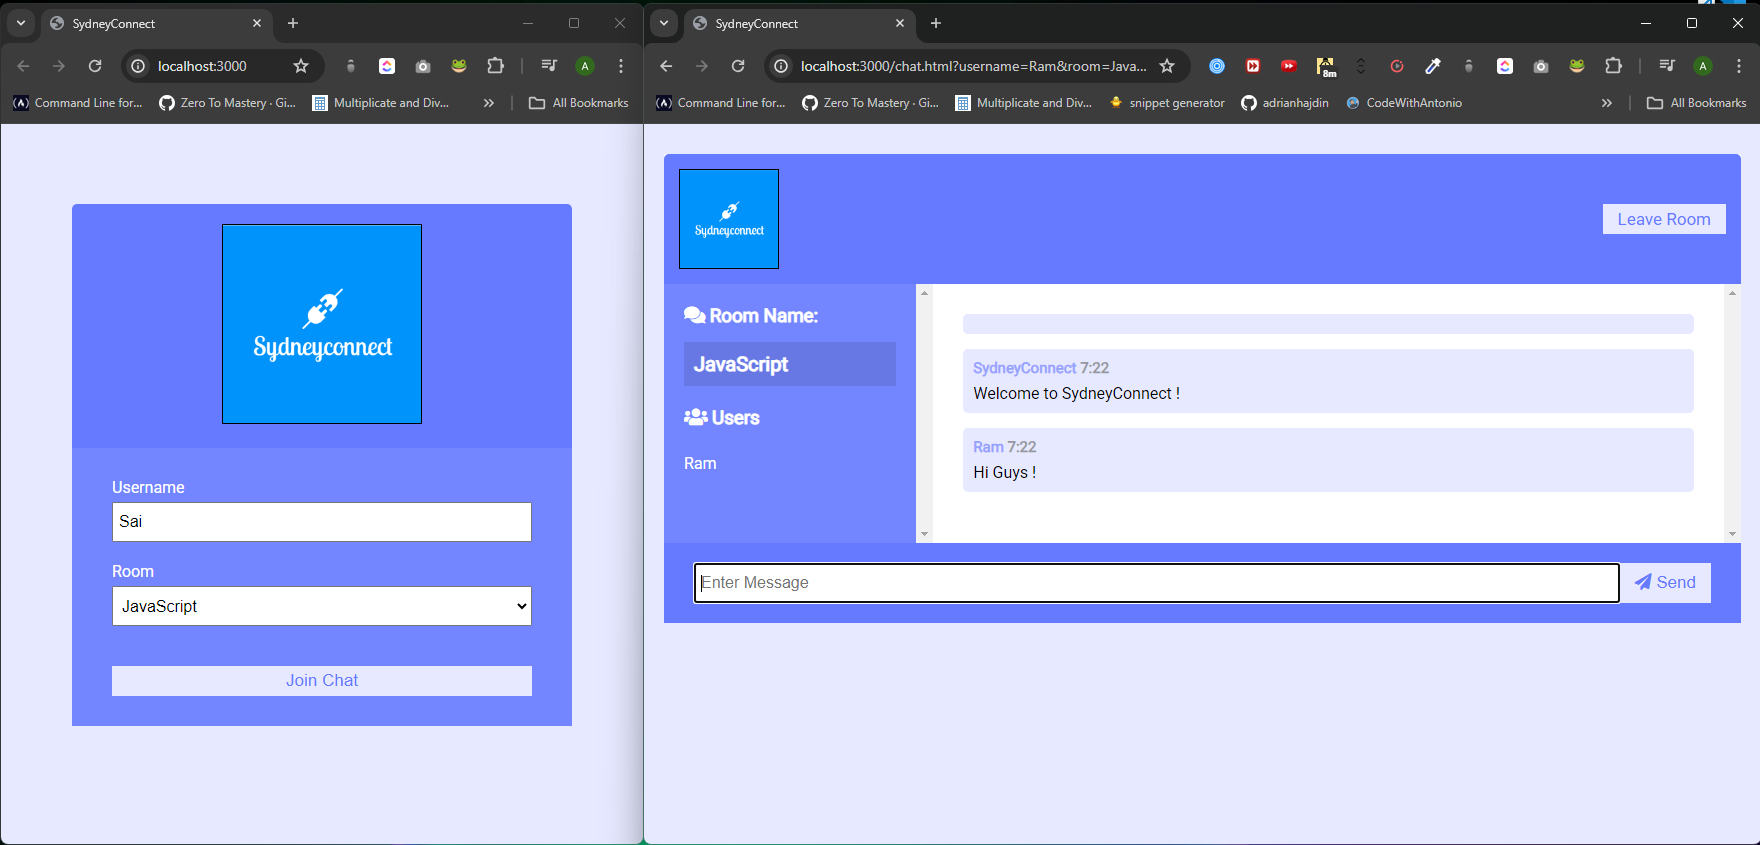 SydneyConnect
localhost:3000
A
Command Line for...
Zero To Mastery · Gi...
Multiplicate and Div...
All Bookmarks
Sydneyconnect
Username
Sai
Room
JavaScript
Join Chat
SydneyConnect
localhost:3000/chat.html?username=Ram&room=Java...
8m
A
Command Line for...
Zero To Mastery · Gi...
Multiplicate and Div...
snippet generator
adrianhajdin
CodeWithAntonio
All Bookmarks
Sydneyconnect
Leave Room
Room Name:
JavaScript
Users
Ram
SydneyConnect 7:22
Welcome to SydneyConnect !
Ram 7:22
Hi Guys !
Enter Message
Send